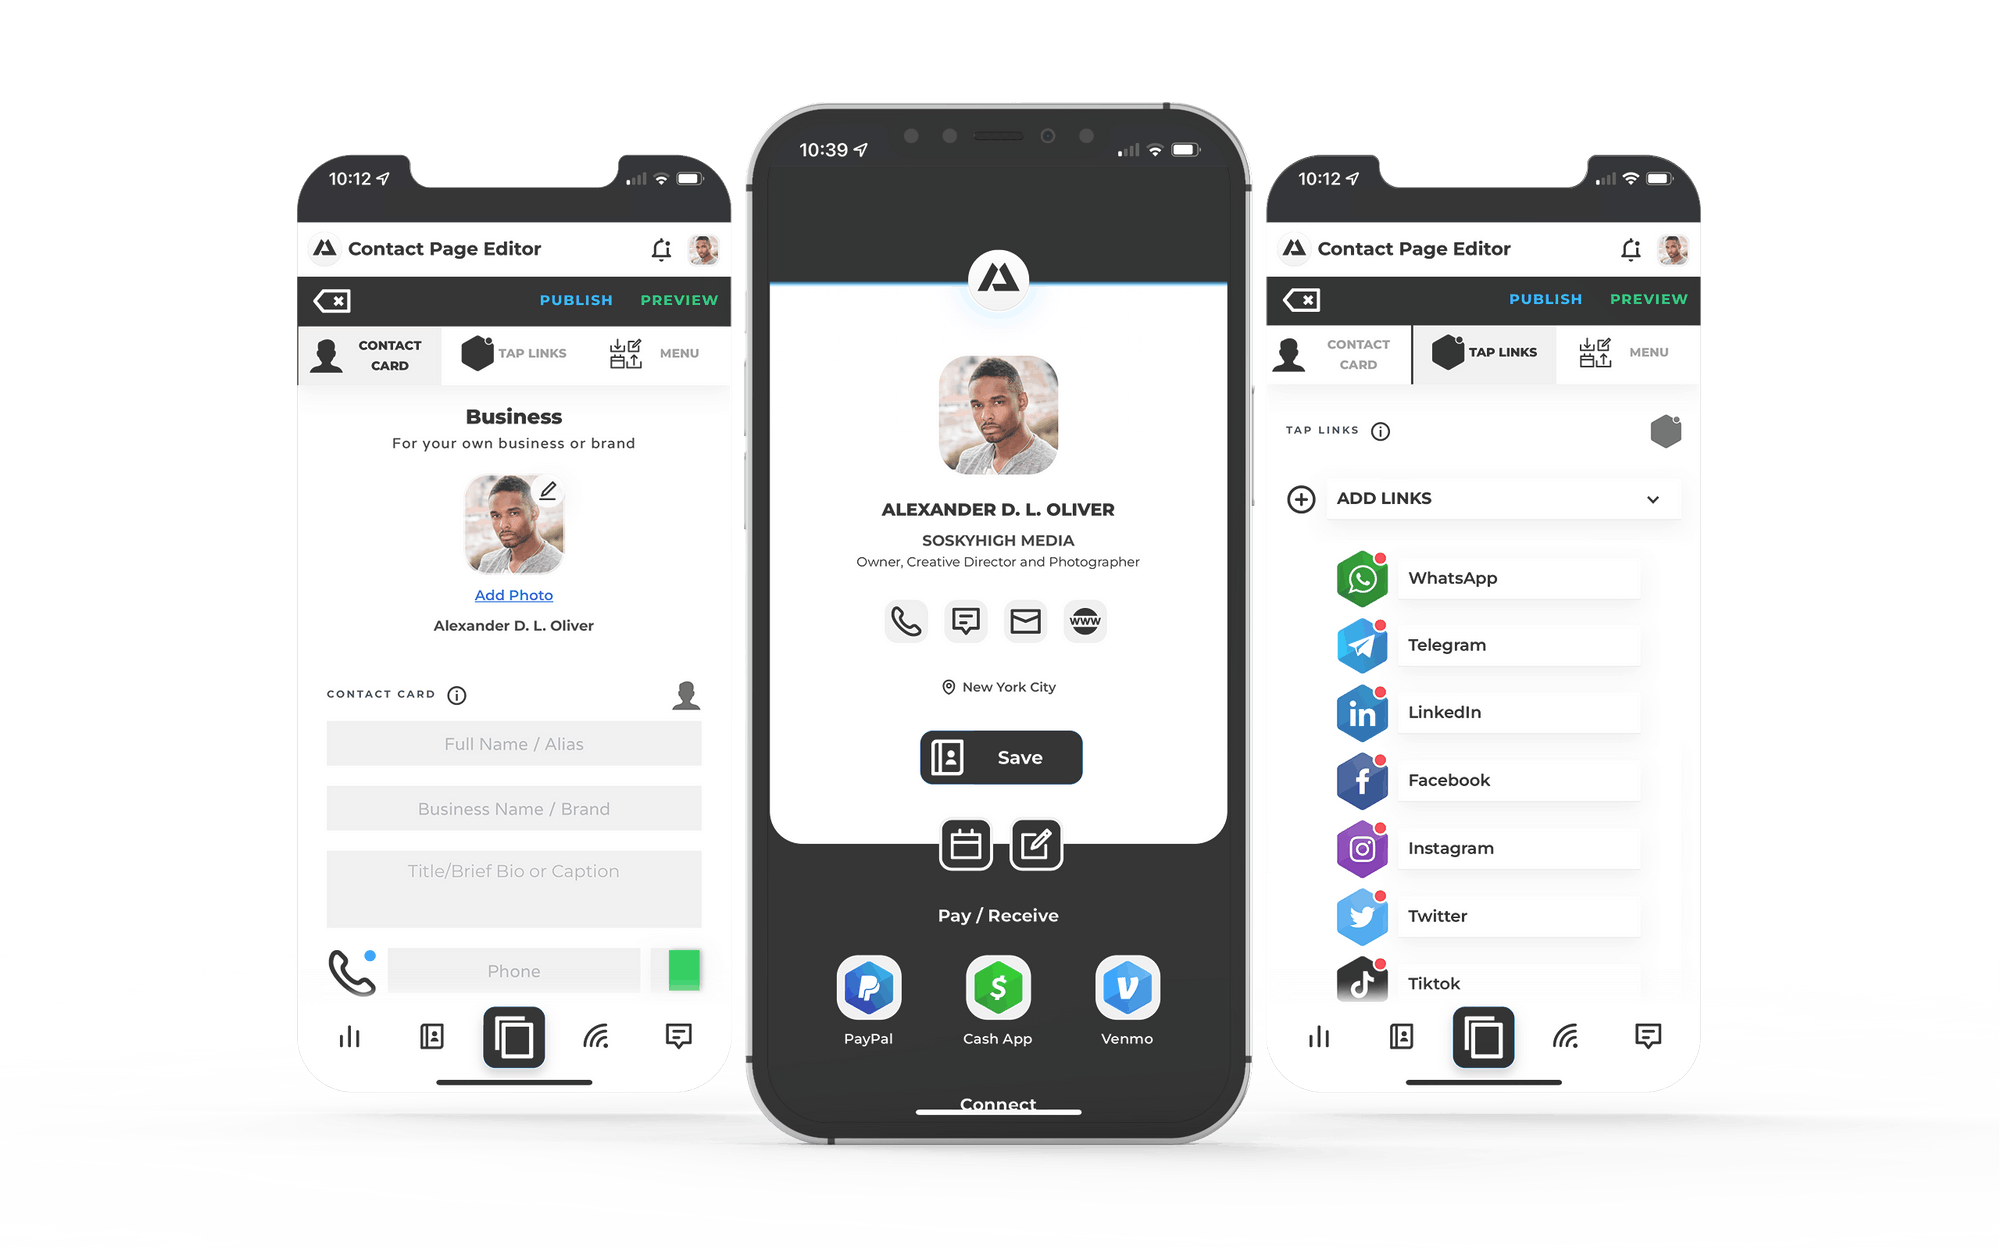 10:12
Contact Page Editor
PUBLISH PREVIEW
CONTACT
CARD
TAP LINKS
MENU
Business
For your own business or brand
Add Photo
Alexander D. L. Oliver
CONTACT CARD
Full Name / Alias
Business Name / Brand
Title/Brief Bio or Caption
Phone
10:39
ALEXANDER D. L. OLIVER
SOSKYHIGH MEDIA
Owner, Creative Director and Photographer
WWW
New York City
Save
Pay / Receive
PayPal Cash App Venmo
Connect
10:12
Contact Page Editor
PUBLISH PREVIEW
CONTACT
CARD
TAP LINKS
MENU
TAP LINKS
ADD LINKS
WhatsApp
Telegram
in LinkedIn
Facebook
Instagram
Twitter
Tiktok